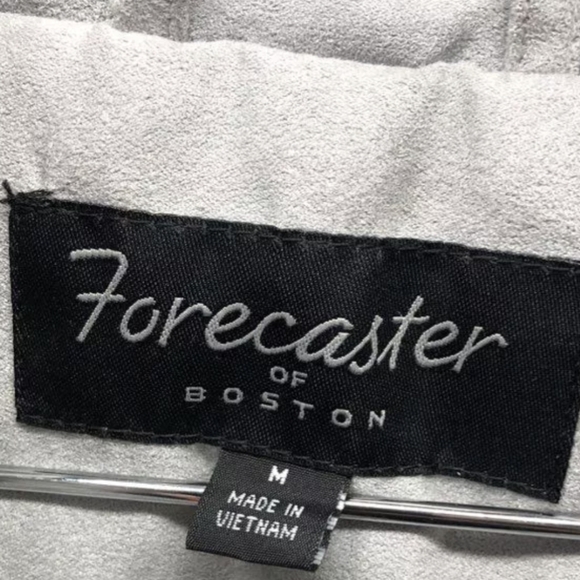 Forecaster
OF
BOSTON
M
MADE IN
VIETNAM